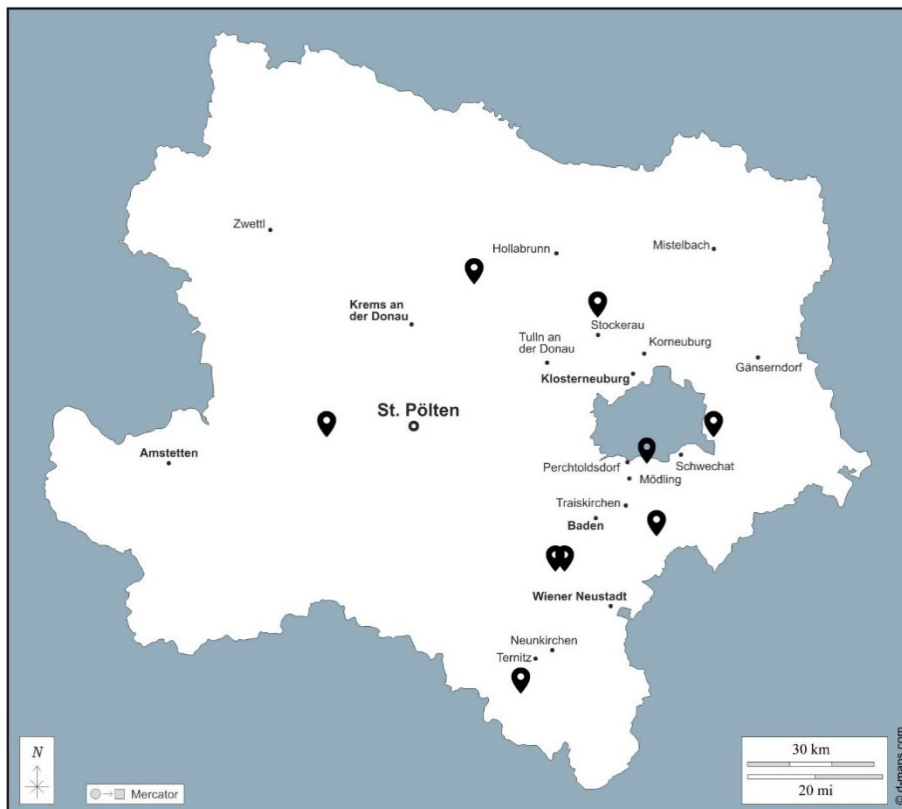 Zwettl
Hollabrunn
Mistelbach
Krems an
der Donau
Stockerau
Tulln an
der Donau
Korneuburg
Klosterneuburg
Gänserndorf
St. Pölten
Amstetten
Perchtoldsdorf
Schwechat
Mödling
Traiskirchen
Baden
Wiener Neustadt
Neunkirchen
Ternitz
N
Mercator
30 km
20 mi
© d-maps.com